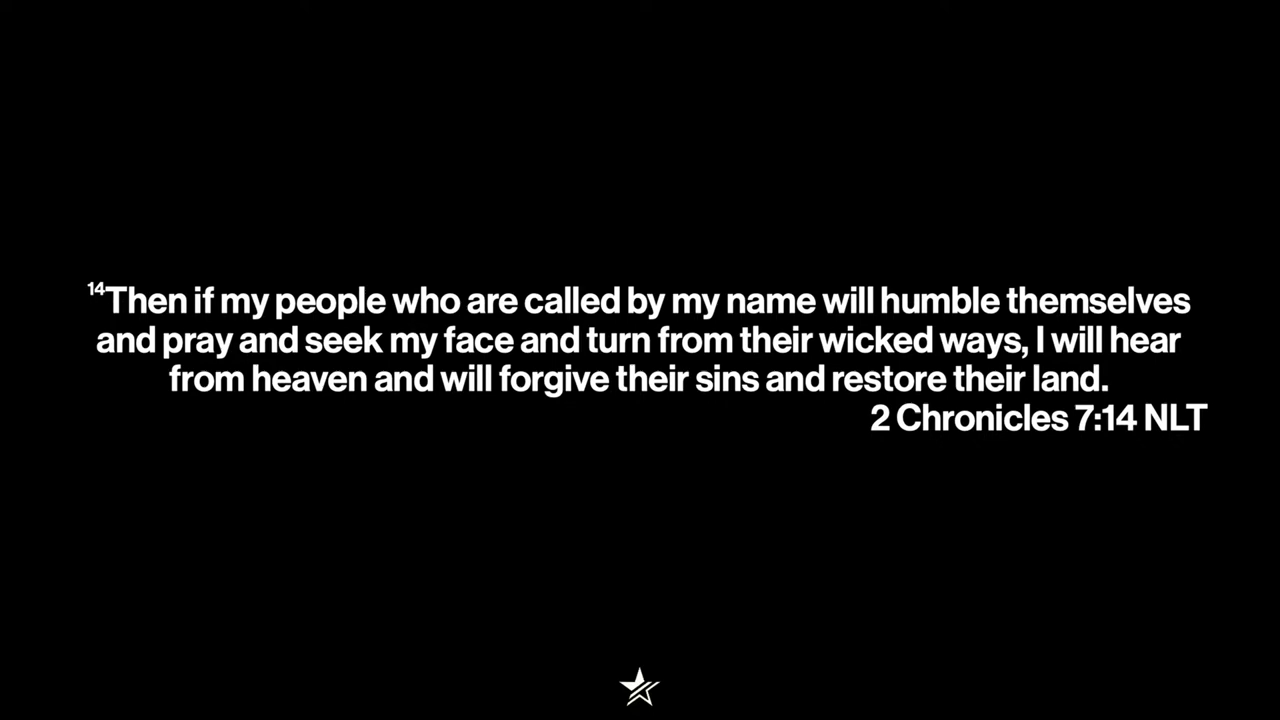 ¹⁴Then if my people who are called by my name will humble themselves
and pray and seek my face and turn from their wicked ways, I will hear
from heaven and will forgive their sins and restore their land.
2 Chronicles 7:14 NLT